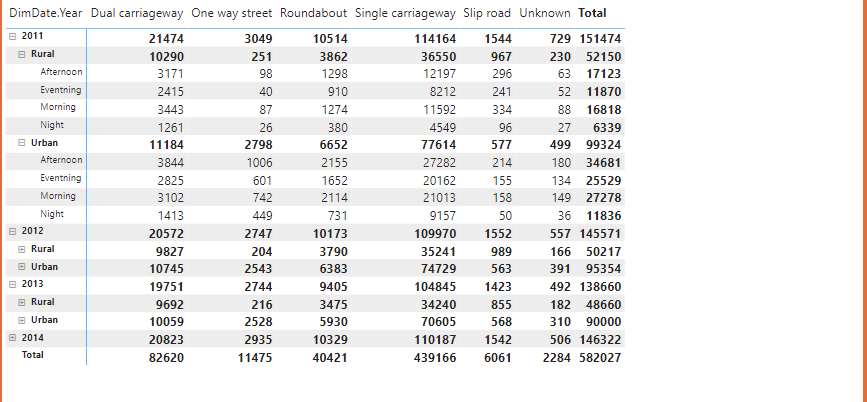 DimDate.Year Dual carriageway One way street Roundabout Single carriageway Slip road Unknown Total
2011 21474 3049 10514 114164 1544 729 151474
Rural 10290 251 3862 36550 967 230 52150
Afternoon 3171 98 1298 12197 296 63 17123
Eventning 2415 40 910 8212 241 52 11870
Morning 3443 87 1274 11592 334 88 16818
Night 1261 26 380 4549 96 27 6339
Urban 11184 2798 6652 77614 577 499 99324
Afternoon 3844 1006 2155 27282 214 180 34681
Eventning 2825 601 1652 20162 155 134 25529
Morning 3102 742 2114 21013 158 149 27278
Night 1413 449 731 9157 50 36 11836
2012 20572 2747 10173 109970 1552 557 145571
Rural 9827 204 3790 35241 989 166 50217
Urban 10745 2543 6383 74729 563 391 95354
2013 19751 2744 9405 104845 1423 492 138660
Rural 9692 216 3475 34240 855 182 48660
Urban 10059 2528 5930 70605 568 310 90000
2014 20823 2935 10329 110187 1542 506 146322
Total 82620 11475 40421 439166 6061 2284 582027